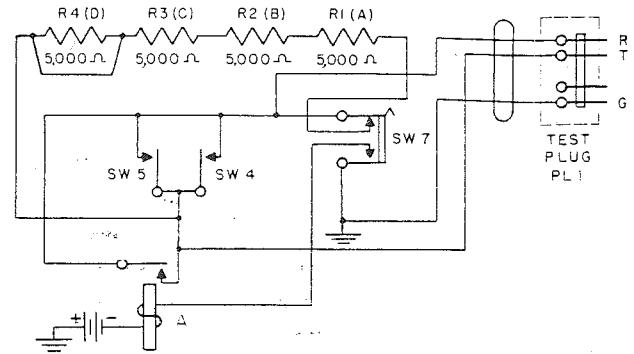 R4 (D) R3 (C) R2 (B) R1 (A)
5,000 Ω 5,000 Ω 5,000 Ω 5,000 Ω
R
T
G
SW 7
TEST
PLUG
PL 1
SW 5 SW 4
+ -
A